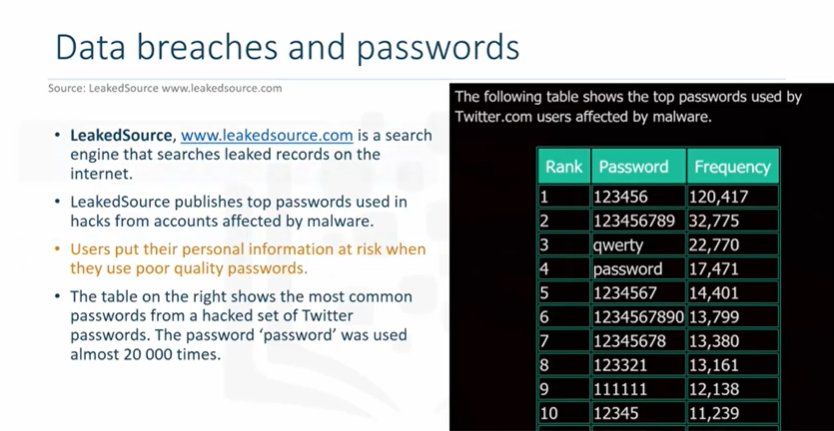 Data breaches and passwords
Source: LeakedSource www.leakedsource.com
• LeakedSource, www.leakedsource.com is a search
engine that searches leaked records on the
internet.
• LeakedSource publishes top passwords used in
hacks from accounts affected by malware.
• Users put their personal information at risk when
they use poor quality passwords.
• The table on the right shows the most common
passwords from a hacked set of Twitter
passwords. The password ‘password’ was used
almost 20 000 times.
The following table shows the top passwords used by
Twitter.com users affected by malware.
Rank Password Frequency
1 123456 120,417
2 123456789 32,775
3 qwerty 22,770
4 password 17,471
5 1234567 14,401
6 1234567890 13,799
7 12345678 13,380
8 123321 13,161
9 111111 12,138
10 12345 11,239